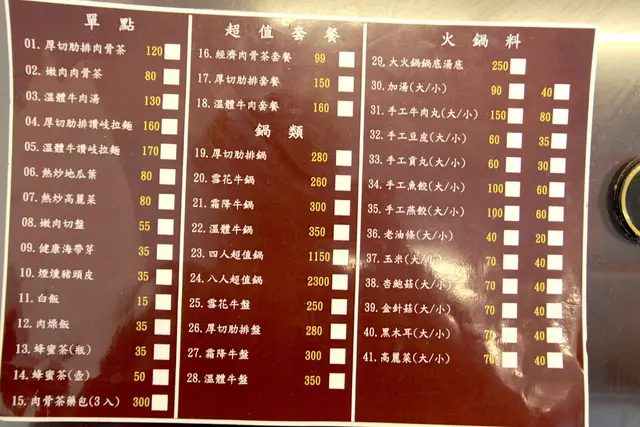 單點
01. 厚切肋排肉骨茶 120
02. 嫩肉肉骨茶 80
03. 溫體牛肉湯 130
04. 厚切肋排讚岐拉麵 160
05. 溫體牛讚岐拉麵 170
06. 熱炒地瓜葉 80
07. 熱炒高麗菜 80
08. 嫩肉切盤 55
09. 健康海帶芽 35
10. 煙燻豬頭皮 35
11. 白飯 15
12. 肉燥飯 35
13. 蜂蜜茶(瓶) 35
14. 蜂蜜茶(壺) 50
15. 肉骨茶藥包(3入) 300
超值套餐
16. 經濟肉骨茶套餐 99
17. 厚切肋排套餐 150
18. 溫體牛肉套餐 160
鍋類
19. 厚切肋排鍋 280
20. 雪花牛鍋 260
21. 霜降牛鍋 300
22. 溫體牛鍋 350
23. 四人超值鍋 1150
24. 八人超值鍋 2300
25. 雪花牛盤 250
26. 厚切肋排盤 280
27. 霜降牛盤 300
28. 溫體牛盤 350
火鍋料
29. 大火鍋鍋底湯底 250
30. 加湯(大/小) 90 40
31. 手工牛肉丸(大/小) 150 80
32. 手工豆皮(大/小) 60 35
33. 手工貢丸(大/小) 60 30
34. 手工魚餃(大/小) 100 60
35. 手工燕餃(大/小) 100 60
36. 老油條(大/小) 40 20
37. 玉米(大/小) 70 40
38. 杏鮑菇(大/小) 70 40
39. 金針菇(大/小) 70 40
40. 黑木耳(大/小) 70 40
41. 高麗菜(大/小) 70 40